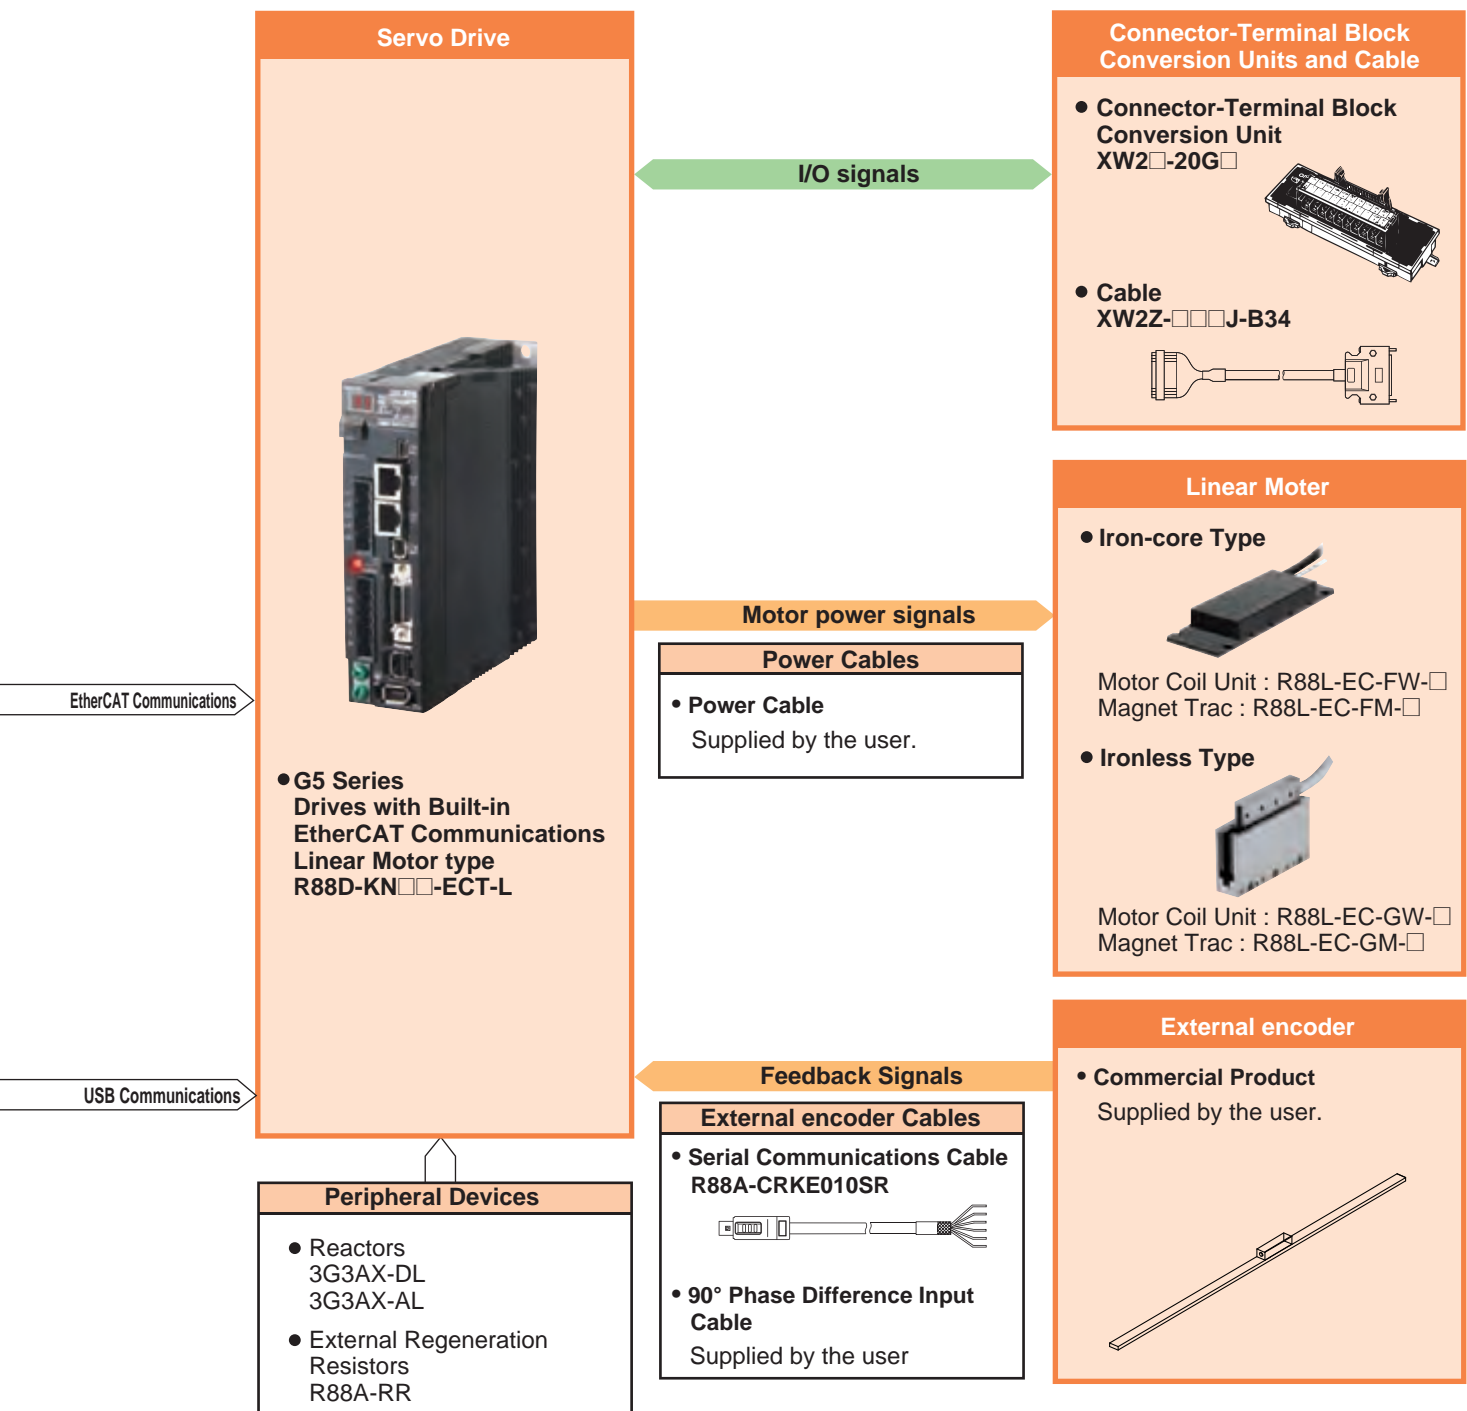 Servo Drive
G5 Series
Drives with Built-in
EtherCAT Communications
Linear Motor type
R88D-KN□□-ECT-L
EtherCAT Communications
USB Communications
Peripheral Devices
Reactors
3G3AX-DL
3G3AX-AL
External Regeneration
Resistors
R88A-RR
I/O signals
Motor power signals
Power Cables
Power Cable
Supplied by the user.
Feedback Signals
External encoder Cables
Serial Communications Cable
R88A-CRKE010SR
90° Phase Difference Input
Cable
Supplied by the user
Connector-Terminal Block
Conversion Units and Cable
Connector-Terminal Block
Conversion Unit
XW2□-20G□
Cable
XW2Z-□□□J-B34
Linear Moter
Iron-core Type
Motor Coil Unit : R88L-EC-FW-□
Magnet Trac : R88L-EC-FM-□
Ironless Type
Motor Coil Unit : R88L-EC-GW-□
Magnet Trac : R88L-EC-GM-□
External encoder
Commercial Product
Supplied by the user.